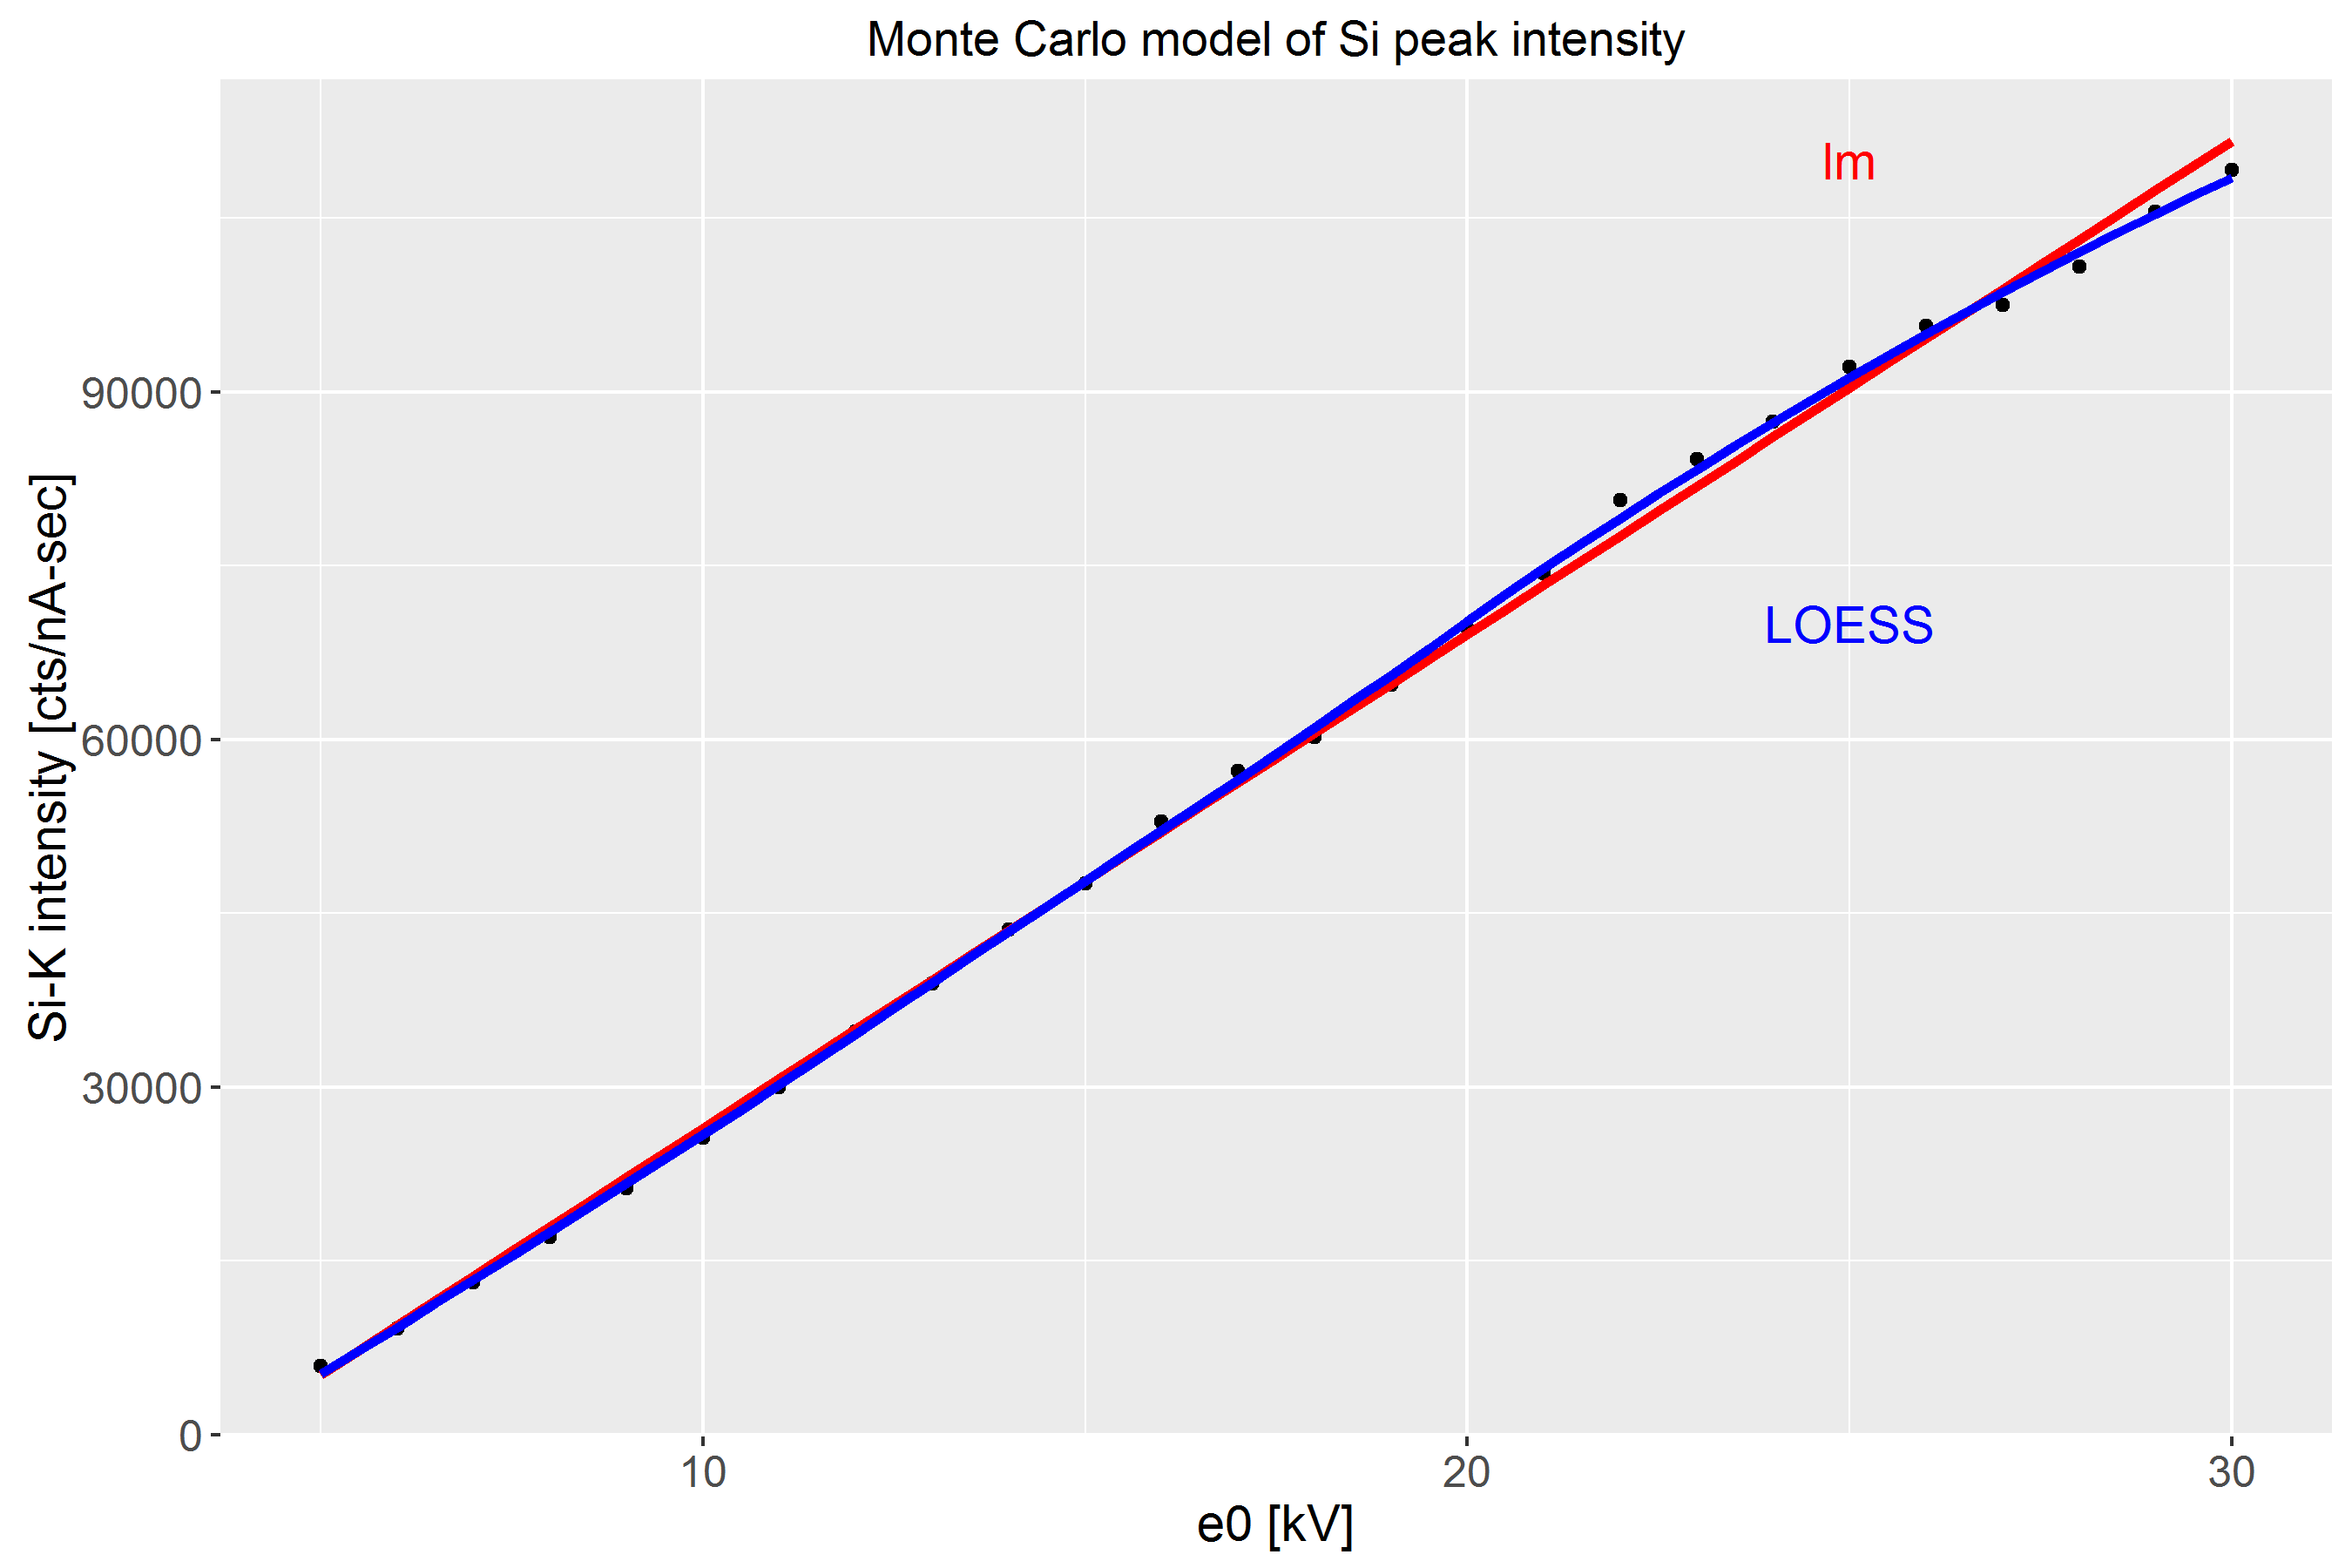 Monte Carlo model of Si peak intensity
lm
LOESS
Si-K intensity [cts/nA-sec]
90000
60000
30000
0
10
20
30
e0 [kV]